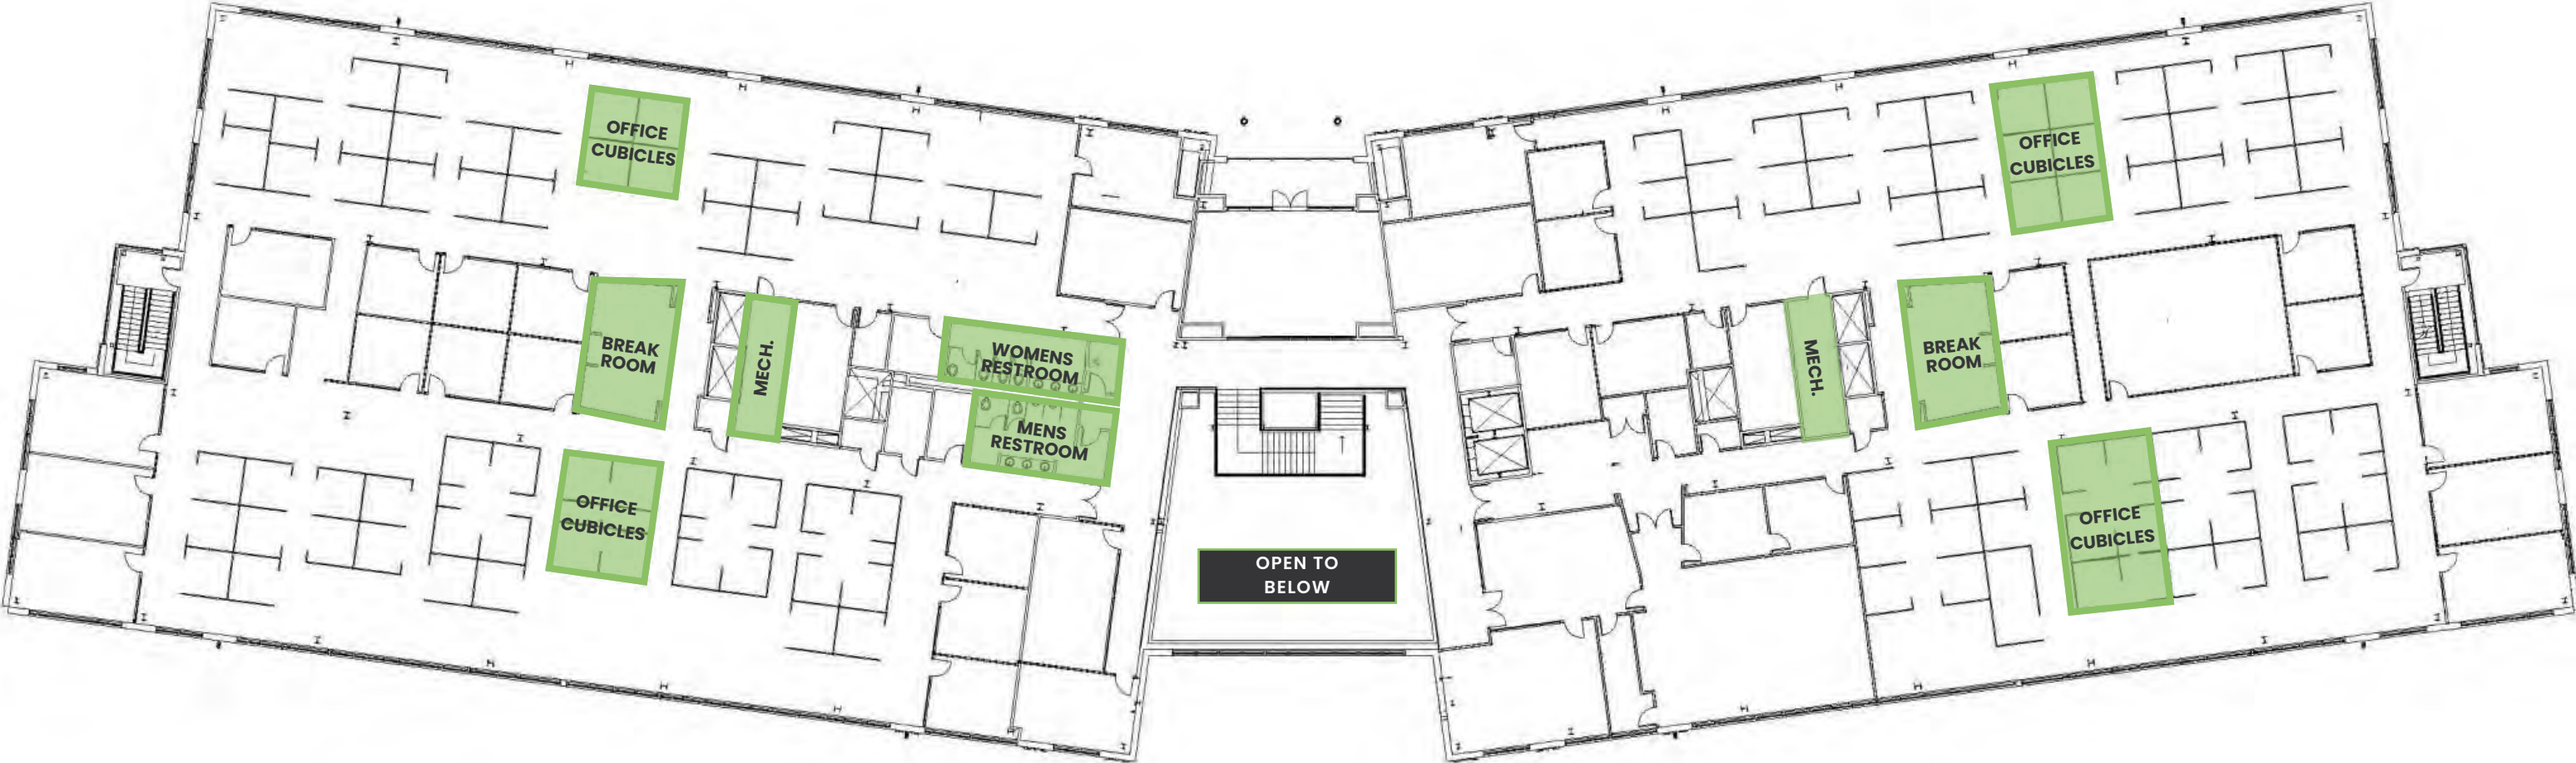 OFFICE
CUBICLES
OFFICE
CUBICLES
BREAK
ROOM
MECH.
WOMENS
RESTROOM
MENS
RESTROOM
MECH.
BREAK
ROOM
OFFICE
CUBICLES
OPEN TO
BELOW
OFFICE
CUBICLES